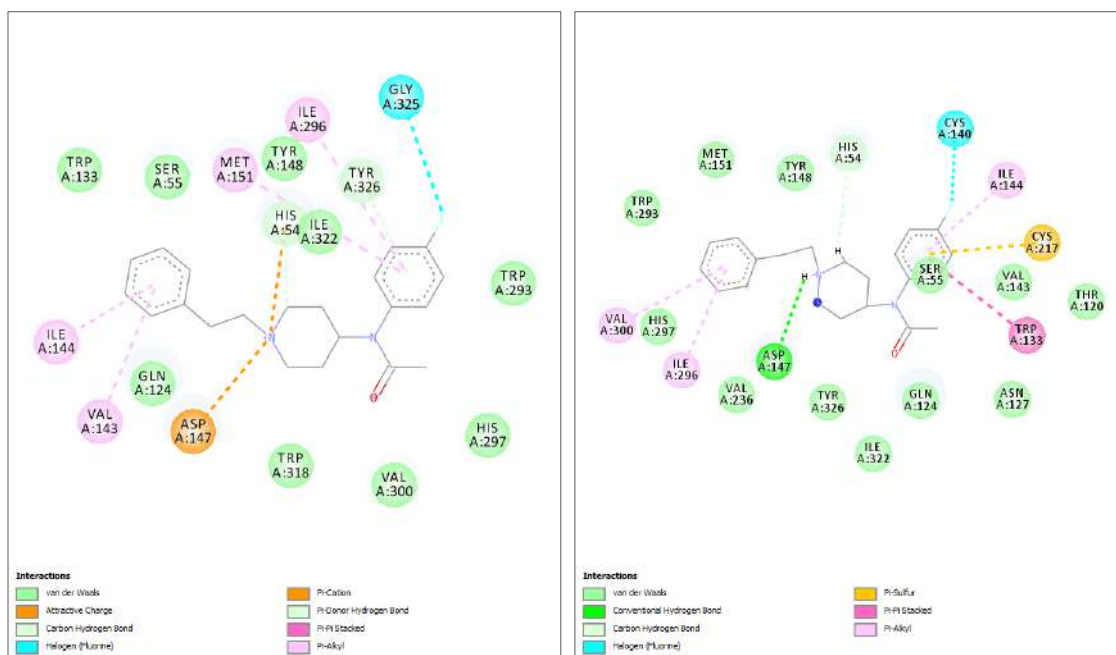 GLY
A:325
ILE
A:296
TRP
A:133
SER
A:55
MET
A:151
TYR
A:148
TYR
A:326
HIS
A:54
ILE
A:322
TRP
A:293
N+
N
O
ILE
A:144
GLN
A:124
VAL
A:143
ASP
A:147
HIS
A:297
TRP
A:318
VAL
A:300
Interactions
van der Waals
Attractive Charge
Carbon Hydrogen Bond
Halogen (Fluorine)
Pi-Cation
Pi-Donor Hydrogen Bond
Pi-Pi Stacked
Pi-Alkyl
CYS
A:140
MET
A:151
TYR
A:148
HIS
A:54
ILE
A:144
TRP
A:293
CYS
A:217
H
H
SER
A:55
VAL
A:143
THR
A:120
N
N
O
VAL
A:300
HIS
A:297
ILE
A:296
ASP
A:147
TRP
A:133
VAL
A:236
TYR
A:326
GLN
A:124
ASN
A:127
ILE
A:322
Interactions
van der Waals
Conventional Hydrogen Bond
Carbon Hydrogen Bond
Halogen (Fluorine)
Pi-Sulfur
Pi-Pi Stacked
Pi-Alkyl